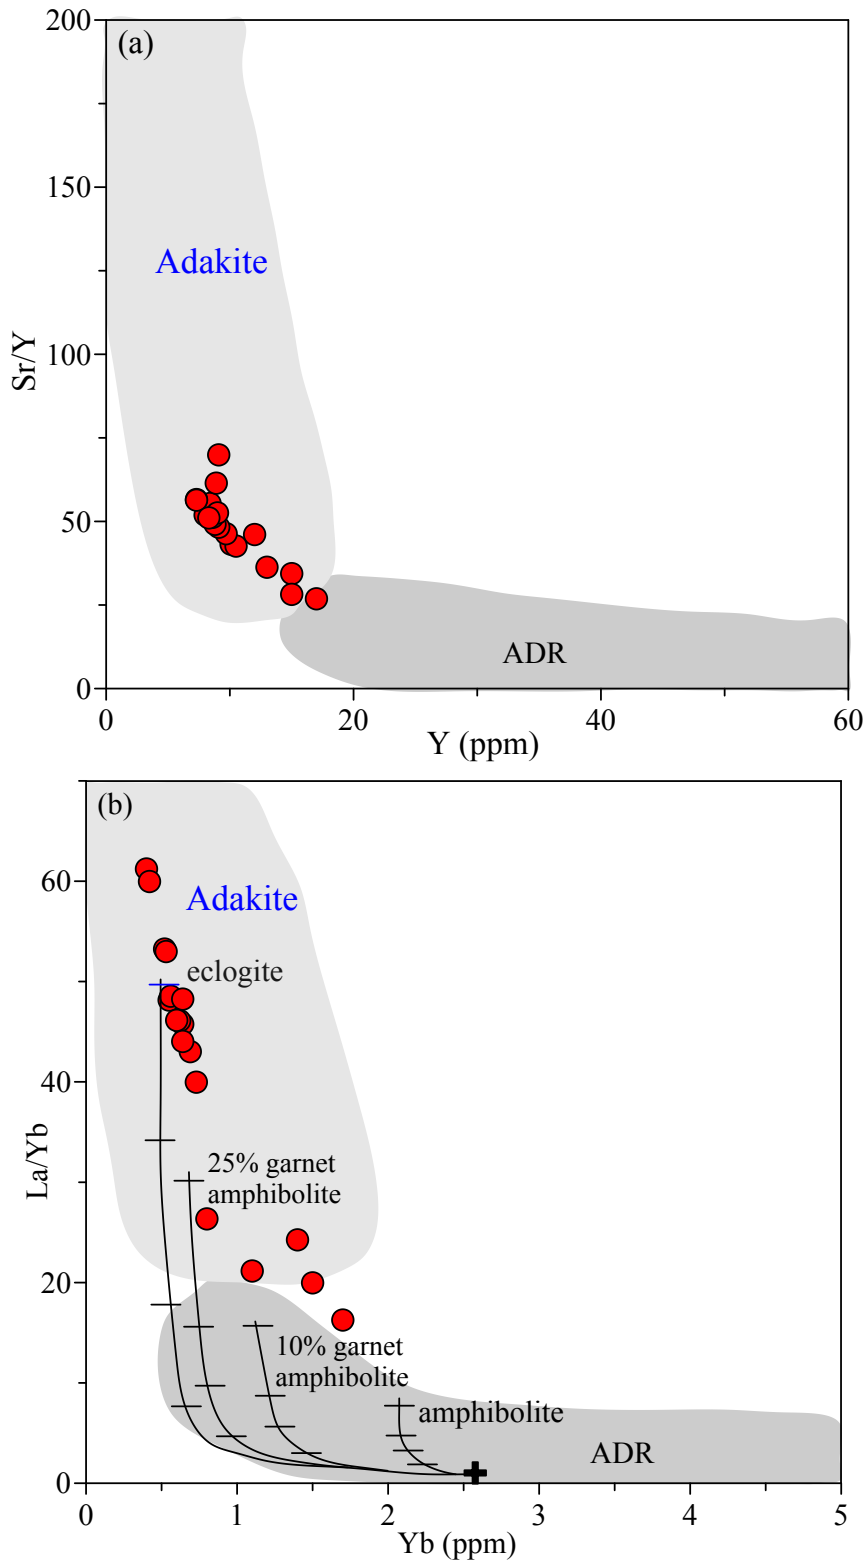 200
(a)
150
Adakite
Sr/Y
100
50
ADR
0
0
20
40
60
Y (ppm)
(b)
60
Adakite
eclogite
40
La/Yb
25% garnet
amphibolite
20
10% garnet
amphibolite
amphibolite
ADR
0
0
1
2
3
4
5
Yb (ppm)